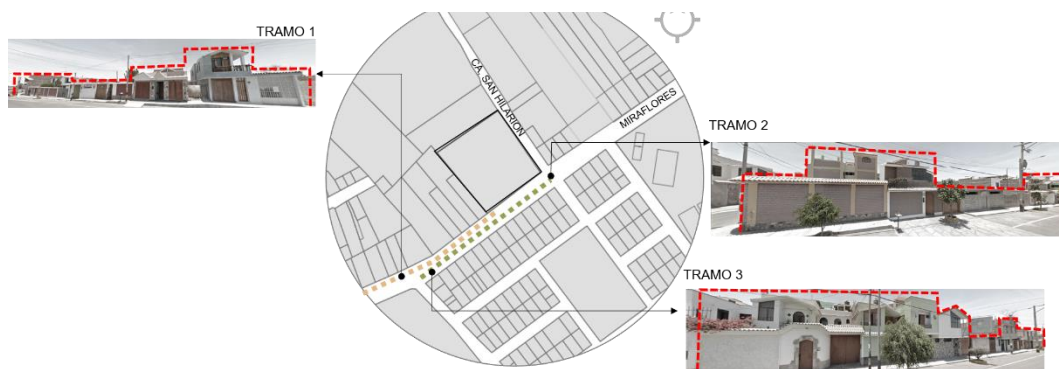 TRAMO 1
CA. SAN HILARION
MIRAFLORES
TRAMO 2
TRAMO 3